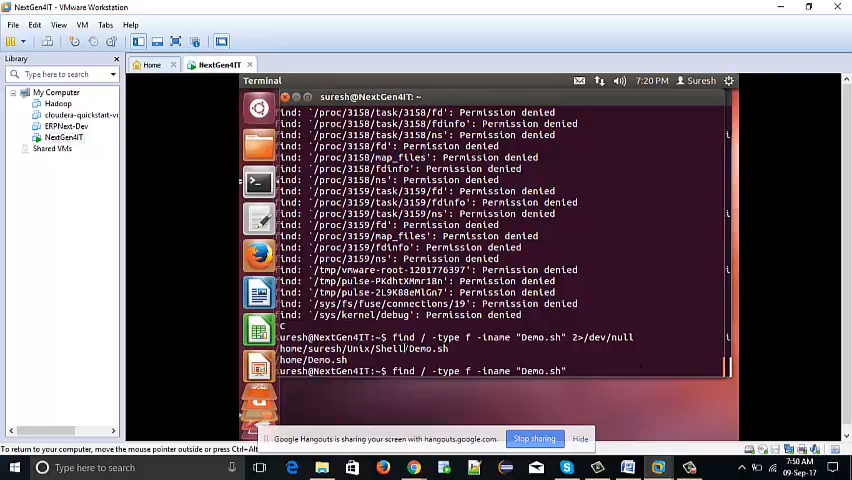 NextGen4IT - VMware Workstation
File Edit View VM Tabs Help
Library
Type here to search
My Computer
Hadoop
cloudera-quickstart-vr
ERPNext-Dev
NextGen4IT
Shared VMs
Home
NextGen4IT
Terminal
7:20 PM
Suresh
suresh@NextGen4IT: ~
find: `/proc/3158/task/3158/fd': Permission denied
find: `/proc/3158/task/3158/fdinfo': Permission denied
find: `/proc/3158/task/3158/ns': Permission denied
find: `/proc/3158/fd': Permission denied
find: `/proc/3158/map_files': Permission denied
find: `/proc/3158/fdinfo': Permission denied
find: `/proc/3158/ns': Permission denied
find: `/proc/3159/task/3159/fd': Permission denied
find: `/proc/3159/task/3159/fdinfo': Permission denied
find: `/proc/3159/task/3159/ns': Permission denied
find: `/proc/3159/fd': Permission denied
find: `/proc/3159/map_files': Permission denied
find: `/proc/3159/fdinfo': Permission denied
find: `/proc/3159/ns': Permission denied
find: `/tmp/vmware-root-1201776397': Permission denied
find: `/tmp/pulse-PKdhtXMmr18n': Permission denied
find: `/tmp/pulse-2L9K88eMlGn7': Permission denied
find: `/sys/fs/fuse/connections/19': Permission denied
find: `/sys/kernel/debug': Permission denied
^C
suresh@NextGen4IT:~$ find / -type f -iname "Demo.sh" 2>/dev/null
/home/suresh/Unix/Shell/Demo.sh
/home/Demo.sh
suresh@NextGen4IT:~$ find / -type f -iname "Demo.sh"
Google Hangouts is sharing your screen with hangouts.google.com.
Stop sharing
Hide
To return to your computer, move the mouse pointer outside or press Ctrl+Alt.
Type here to search
7:50 AM
09-Sep-17